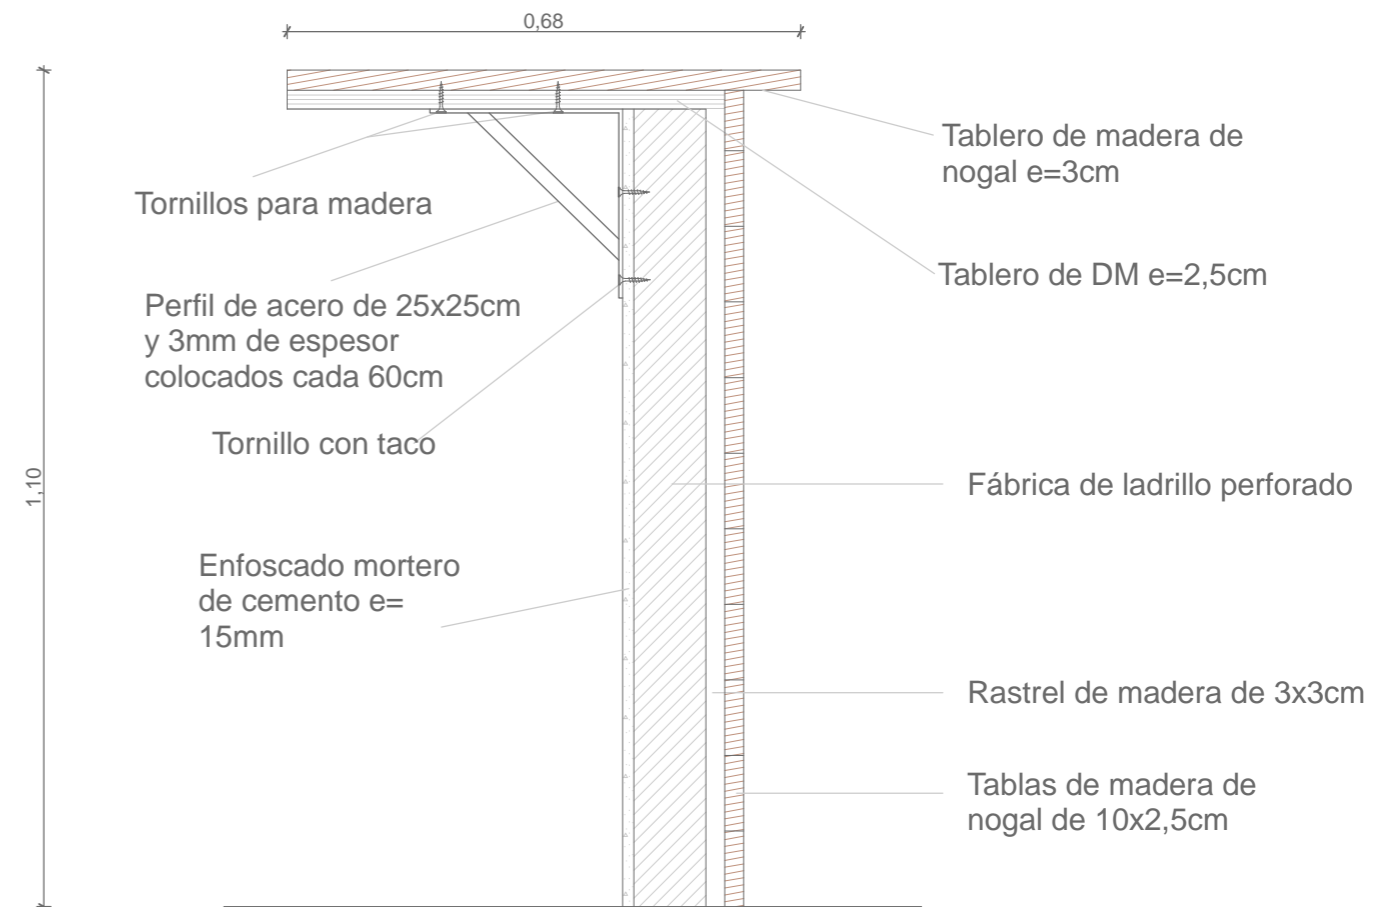 0,68
Tablero de madera de
nogal e=3cm
Tornillos para madera
Tablero de DM e=2,5cm
Perfil de acero de 25x25cm
y 3mm de espesor
colocados cada 60cm
Tornillo con taco
1,10
Fábrica de ladrillo perforado
Enfoscado mortero
de cemento e=
15mm
Rastrel de madera de 3x3cm
Tablas de madera de
nogal de 10x2,5cm